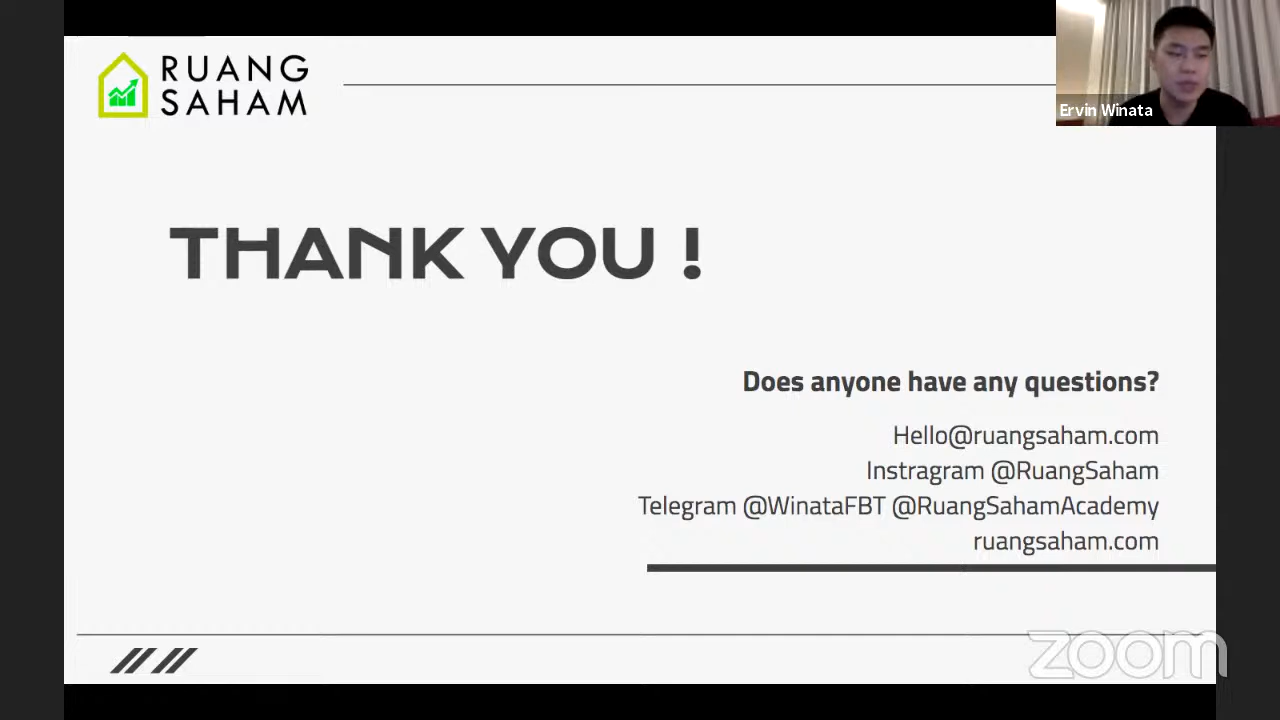 RUANG
SAHAM
Ervin Winata
THANK YOU !
Does anyone have any questions?
Hello@ruangsaham.com
Instragram @RuangSaham
Telegram @WinataFBT @RuangSahamAcademy
ruangsaham.com
zoom